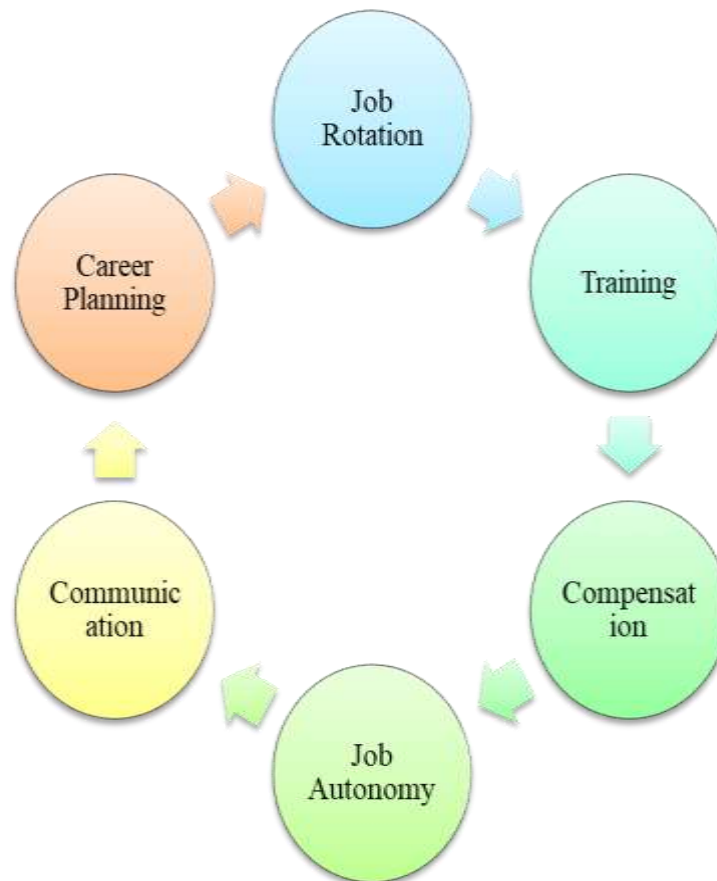 Job
Rotation
Training
Compensat
ion
Job
Autonomy
Communic
ation
Career
Planning